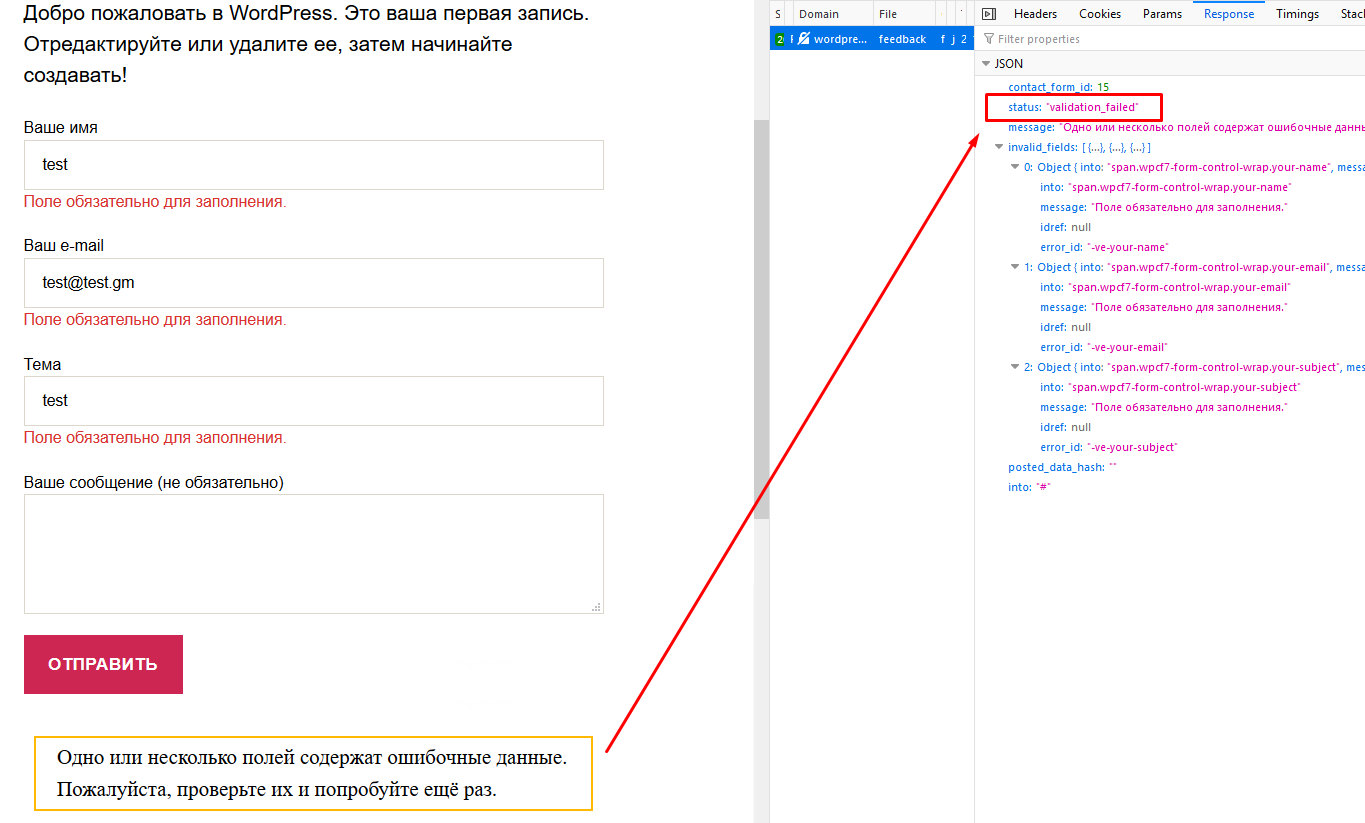 Добро пожаловать в WordPress. Это ваша первая запись.
Отредактируйте или удалите ее, затем начинайте
создавать!
Ваше имя
test
Поле обязательно для заполнения.
Ваш e-mail
test@test.gm
Поле обязательно для заполнения.
Тема
test
Поле обязательно для заполнения.
Ваше сообщение (не обязательно)
ОТПРАВИТЬ
Одно или несколько полей содержат ошибочные данные.
Пожалуйста, проверьте их и попробуйте ещё раз.
S Domain File
2 wordpre... feedback f j 2
Headers Cookies Params Response Timings Stac
Filter properties
JSON
contact_form_id: 15
status: "validation_failed"
message: "Одно или несколько полей содержат ошибочные данны
invalid_fields: [ {...}, {...}, {...} ]
0: Object { into: "span.wpcf7-form-control-wrap.your-name", messa
into: "span.wpcf7-form-control-wrap.your-name"
message: "Поле обязательно для заполнения."
idref: null
error_id: "-ve-your-name"
1: Object { into: "span.wpcf7-form-control-wrap.your-email", messa
into: "span.wpcf7-form-control-wrap.your-email"
message: "Поле обязательно для заполнения."
idref: null
error_id: "-ve-your-email"
2: Object { into: "span.wpcf7-form-control-wrap.your-subject", mes
into: "span.wpcf7-form-control-wrap.your-subject"
message: "Поле обязательно для заполнения."
idref: null
error_id: "-ve-your-subject"
posted_data_hash: ""
into: "#"